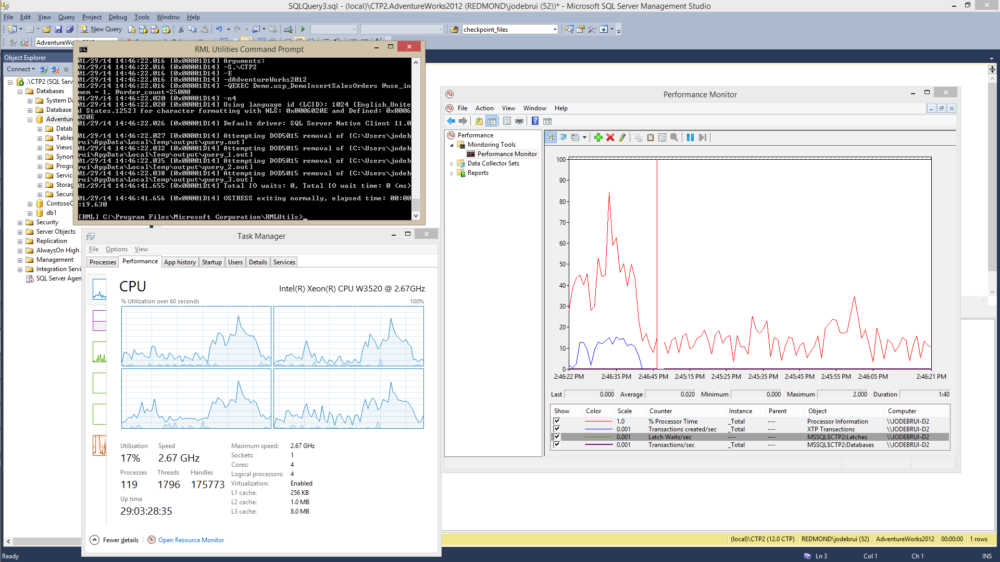 SQLQuery3.sql - (local)\CTP2.AdventureWorks2012 (REDMOND\jodebrui (52))* - Microsoft SQL Server Management Studio
File Edit View Query Project Debug Tools Window Help
New Query
checkpoint_files
Object Explorer
Connect
.\CTP2 (SQL Serv
Databases
System Da
Database
Adventure
Datab
Tables
Views
Synon
Progra
Servic
Storag
Securi
ContosoC
db1
Security
Server Objects
Replication
AlwaysOn High
Management
Integration Servi
SQL Server Agen
RML Utilities Command Prompt
01/29/14 14:46:22.016 [0x00001D14] Arguments:
01/29/14 14:46:22.016 [0x00001D14] -S.\CTP2
01/29/14 14:46:22.016 [0x00001D14] -E
01/29/14 14:46:22.016 [0x00001D14] -dAdventureWorks2012
01/29/14 14:46:22.016 [0x00001D14] -QEXEC Demo.usp_DemoInsertSalesOrders @use_in
mem = 1, @order_count=25000
01/29/14 14:46:22.020 [0x00001D14] -n4
01/29/14 14:46:22.020 [0x00001D14] Using language id (LCID): 1024 [English_Unite
d States.1252] for character formatting with NLS: 0x0006020E and Defined: 0x0006
020E
01/29/14 14:46:22.026 [0x00001D14] Default driver: SQL Server Native Client 11.0
01/29/14 14:46:22.027 [0x00001D14] Attempting DOD5015 removal of [C:\Users\jodeb
rui\AppData\Local\Temp\output\query.out]
01/29/14 14:46:22.032 [0x00001D14] Attempting DOD5015 removal of [C:\Users\jodeb
rui\AppData\Local\Temp\output\query_1.out]
01/29/14 14:46:22.035 [0x00001D14] Attempting DOD5015 removal of [C:\Users\jodeb
rui\AppData\Local\Temp\output\query_2.out]
01/29/14 14:46:22.038 [0x00001D14] Attempting DOD5015 removal of [C:\Users\jodeb
rui\AppData\Local\Temp\output\query_3.out]
01/29/14 14:46:41.655 [0x00001D14] Total IO waits: 0, Total IO wait time: 0 (ms)
01/29/14 14:46:41.656 [0x00001D14] OSTRESS exiting normally, elapsed time: 00:00
:19.630
[RML] C:\Program Files\Microsoft Corporation\RMLUtils>_
Task Manager
File Options View
Processes Performance App history Startup Users Details Services
CPU Intel(R) Xeon(R) CPU W3520 @ 2.67GHz
% Utilization over 60 seconds 100%
Utilization Speed
17% 2.67 GHz
Processes Threads Handles
119 1796 175773
Up time
29:03:28:35
Maximum speed: 2.67 GHz
Sockets: 1
Cores: 4
Logical processors: 4
Virtualization: Enabled
L1 cache: 256 KB
L2 cache: 1.0 MB
L3 cache: 8.0 MB
Fewer details Open Resource Monitor
Performance Monitor
File Action View Window Help
Performance
Monitoring Tools
Performance Monitor
Data Collector Sets
Reports
100
90
80
70
60
50
40
30
20
10
0
2:46:22 PM 2:46:35 PM 2:46:45 PM 2:45:15 PM 2:45:25 PM 2:45:35 PM 2:45:45 PM 2:45:55 PM 2:46:05 PM 2:46:21 PM
Last 0.000 Average 0.020 Minimum 0.000 Maximum 2.000 Duration 1:40
Show Color Scale Counter Instance Parent Object Computer
1.0 % Processor Time _Total --- Processor Information \\JODEBRUI-D2
0.001 Transactions created/sec _Total --- XTP Transactions \\JODEBRUI-D2
0.001 Latch Waits/sec --- --- MSSQL$CTP2:Latches \\JODEBRUI-D2
0.001 Transactions/sec _Total --- MSSQL$CTP2:Databases \\JODEBRUI-D2
(local)\CTP2 (12.0 CTP) REDMOND\jodebrui (52) AdventureWorks2012 00:00:00 1 rows
Ready Ln 3 Col 1 Ch 1 INS